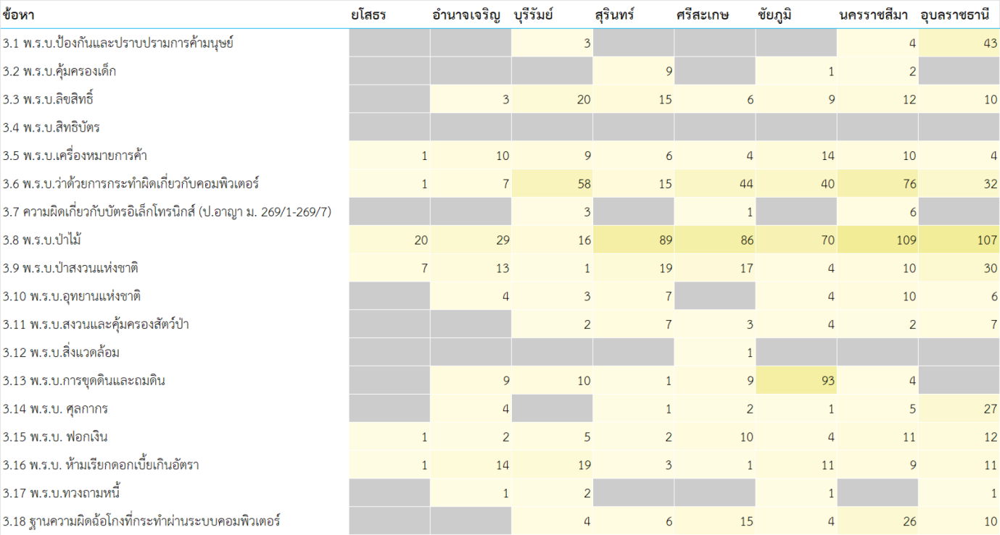 ข้อหา ยโสธร อำนาจเจริญ บุรีรัมย์ สุรินทร์ ศรีสะเกษ ชัยภูมิ นครราชสีมา อุบลราชธานี
3.1 พ.ร.บ.ป้องกันและปราบปรามการค้ามนุษย์ 3 4 43
3.2 พ.ร.บ.คุ้มครองเด็ก 9 1 2
3.3 พ.ร.บ.ลิขสิทธิ์ 3 20 15 6 9 12 10
3.4 พ.ร.บ.สิทธิบัตร
3.5 พ.ร.บ.เครื่องหมายการค้า 1 10 9 6 4 14 10 4
3.6 พ.ร.บ.ว่าด้วยการกระทำผิดเกี่ยวกับคอมพิวเตอร์ 1 7 58 15 44 40 76 32
3.7 ความผิดเกี่ยวกับบัตรอิเล็กโทรนิกส์ (ป.อาญา ม. 269/1-269/7) 3 1 6
3.8 พ.ร.บ.ป่าไม้ 20 29 16 89 86 70 109 107
3.9 พ.ร.บ.ป่าสงวนแห่งชาติ 7 13 1 19 17 4 10 30
3.10 พ.ร.บ.อุทยานแห่งชาติ 4 3 7 4 10 6
3.11 พ.ร.บ.สงวนและคุ้มครองสัตว์ป่า 2 7 3 4 2 7
3.12 พ.ร.บ.สิ่งแวดล้อม 1
3.13 พ.ร.บ.การขุดดินและถมดิน 9 10 1 9 93 4
3.14 พ.ร.บ. ศุลกากร 4 1 2 1 5 27
3.15 พ.ร.บ. ฟอกเงิน 1 2 5 2 10 4 11 12
3.16 พ.ร.บ. ห้ามเรียกดอกเบี้ยเกินอัตรา 1 14 19 3 1 11 9 11
3.17 พ.ร.บ.ทวงถามหนี้ 1 2 1 1
3.18 ฐานความผิดฉ้อโกงที่กระทำผ่านระบบคอมพิวเตอร์ 4 6 15 4 26 10